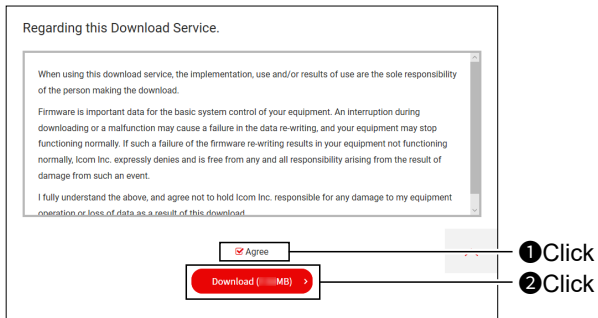 Regarding this Download Service.
When using this download service, the implementation, use and/or results of use are the sole responsibility
of the person making the download.
Firmware is important data for the basic system control of your equipment. An interruption during
downloading or a malfunction may cause a failure in the data re-writing, and your equipment may stop
functioning normally. If such a failure of the firmware re-writing results in your equipment not functioning
normally, Icom Inc. expressly denies and is free from any and all responsibility arising from the result of
damage from such an event.
I fully understand the above, and agree not to hold Icom Inc. responsible for any damage to my equipment
operation or loss of data as a result of this download.
Agree
❶Click
Download ( MB)
❷Click